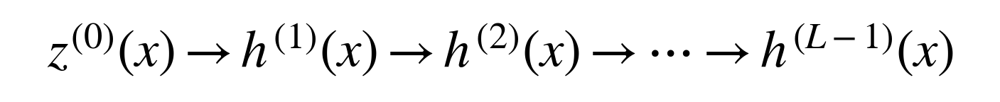 z^{(0)}(x) → h^{(1)}(x) → h^{(2)}(x) → ⋯ → h^{(L−1)}(x)